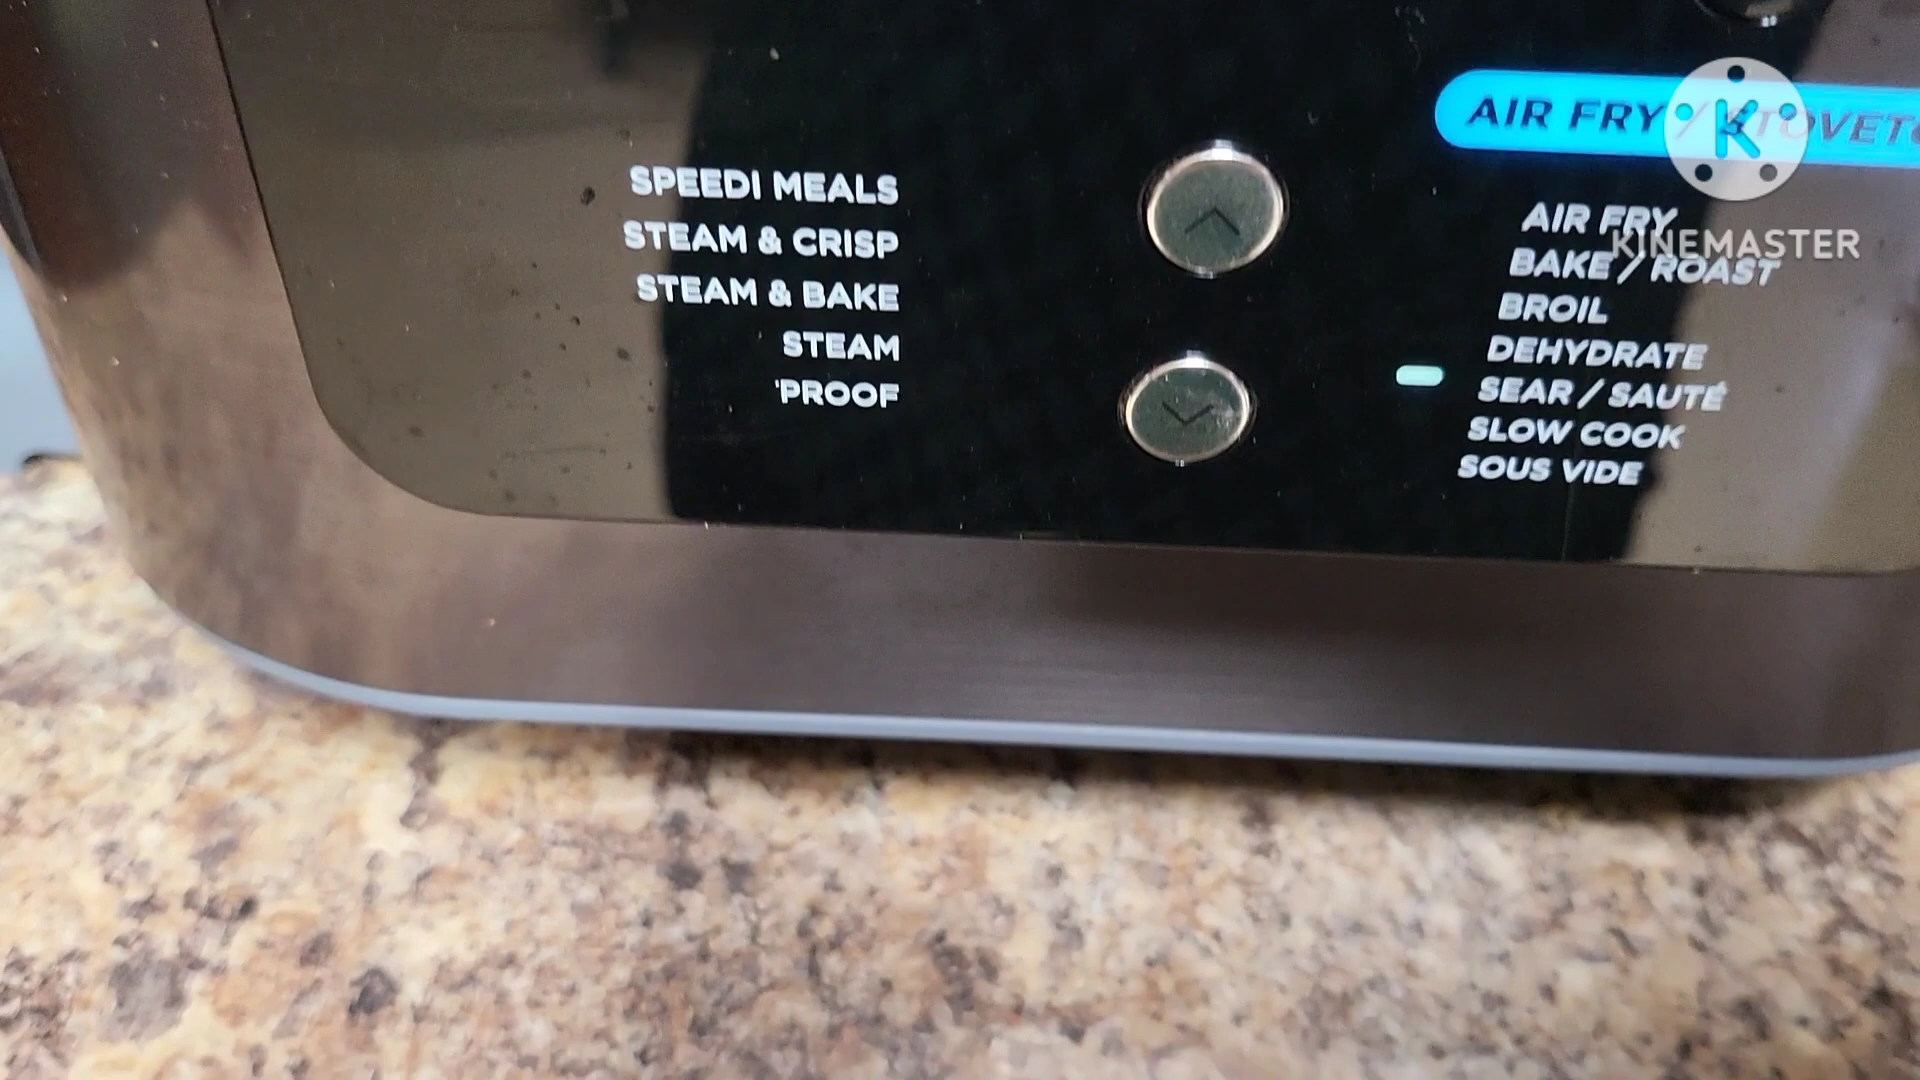 SPEEDI MEALS
STEAM & CRISP
STEAM & BAKE
STEAM
PROOF
AIR FRY /
AIR FRY
BAKE / ROAST
BROIL
DEHYDRATE
SEAR / SAUTÉ
SLOW COOK
SOUS VIDE
K
KINEMASTER